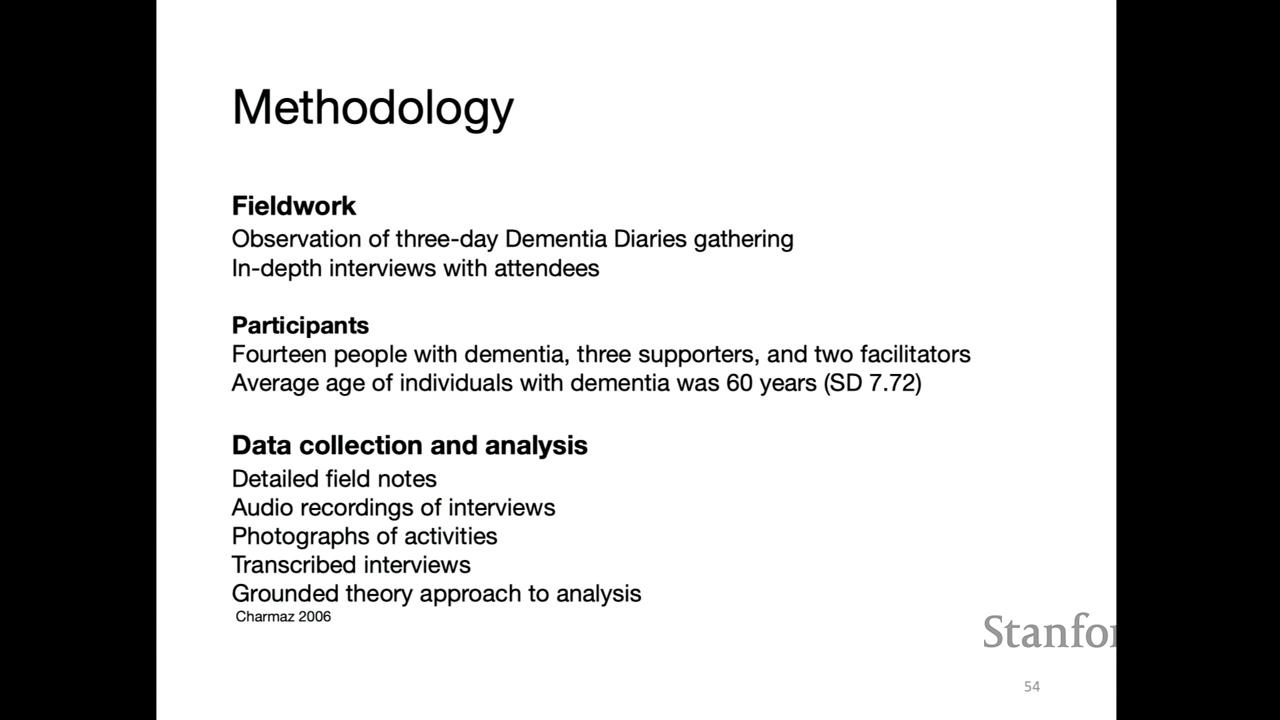 Methodology
Fieldwork
Observation of three-day Dementia Diaries gathering
In-depth interviews with attendees
Participants
Fourteen people with dementia, three supporters, and two facilitators
Average age of individuals with dementia was 60 years (SD 7.72)
Data collection and analysis
Detailed field notes
Audio recordings of interviews
Photographs of activities
Transcribed interviews
Grounded theory approach to analysis
Charmaz 2006
Stanfor
54